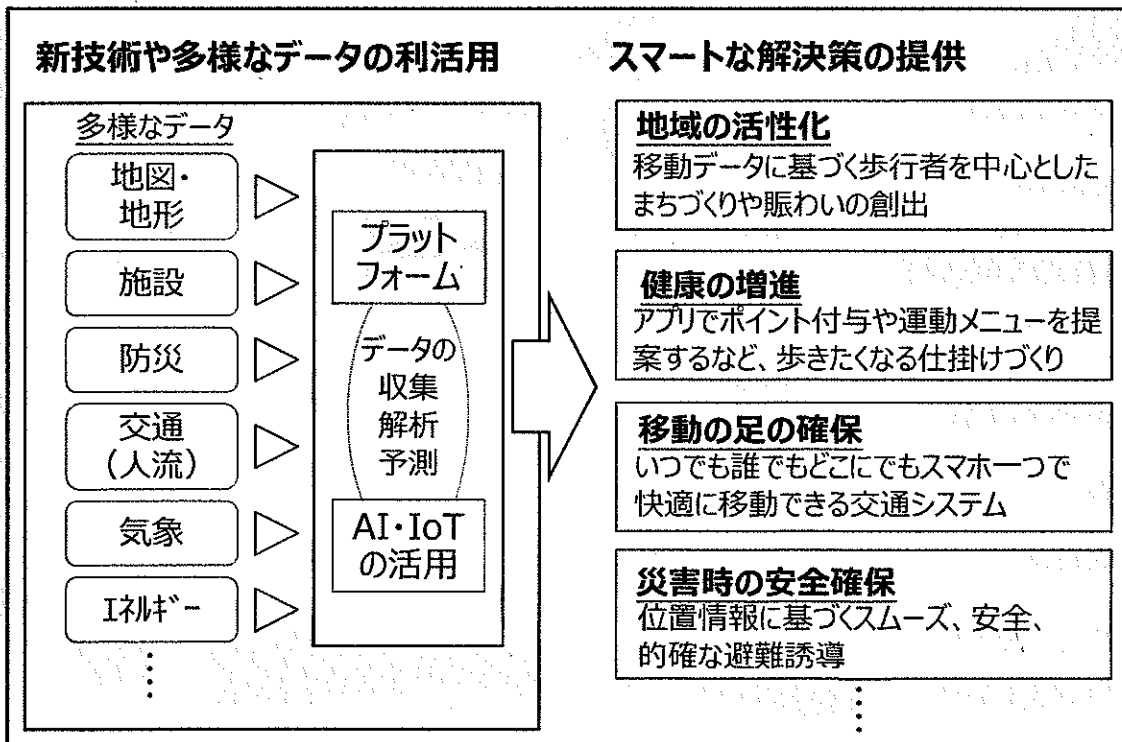 新技術や多様なデータの利活用
多様なデータ
地図・
地形
施設
防災
交通
(人流)
気象
ｴﾈﾙｷﾞｰ
⋮
プラット
フォーム
データの
収集
解析
予測
AI・IoT
の活用
スマートな解決策の提供
地域の活性化
移動データに基づく歩行者を中心とした
まちづくりや賑わいの創出
健康の増進
アプリでポイント付与や運動メニューを提
案するなど、歩きたくなる仕掛けづくり
移動の足の確保
いつでも誰でもどこにでもスマホ一つで
快適に移動できる交通システム
災害時の安全確保
位置情報に基づくスムーズ、安全、
的確な避難誘導
⋮